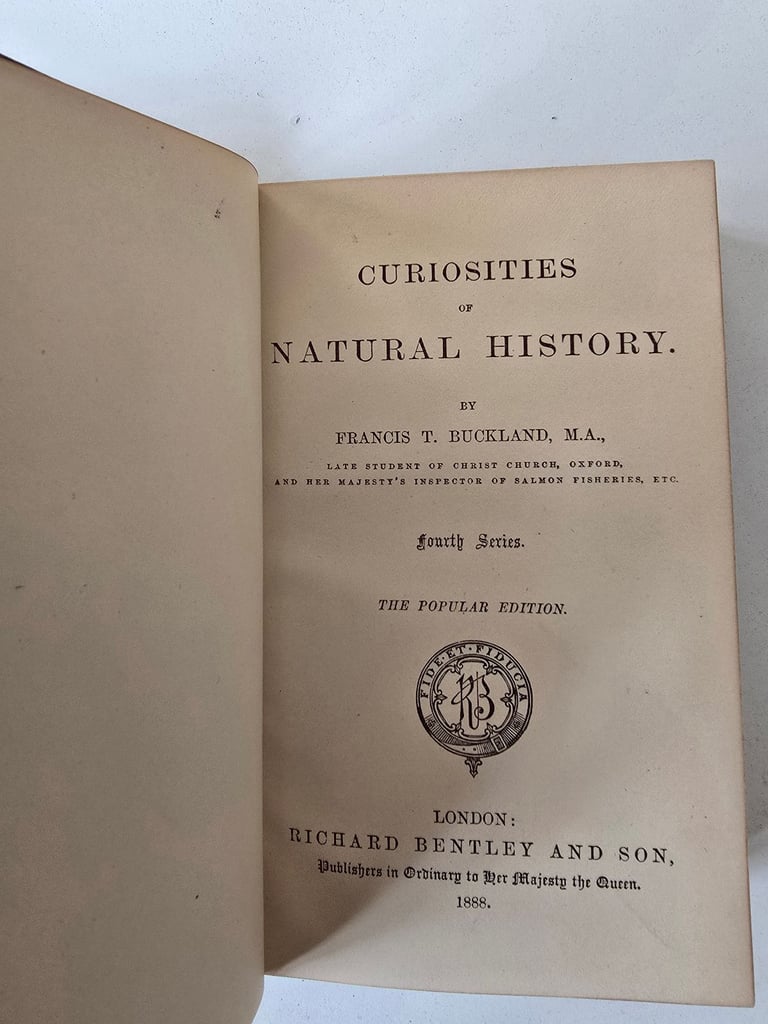 CURIOSITIES
OF
NATURAL HISTORY.
BY
FRANCIS T. BUCKLAND, M.A.,
LATE STUDENT OF CHRIST CHURCH, OXFORD,
AND HER MAJESTY'S INSPECTOR OF SALMON FISHERIES, ETC.
Fourth Series.
THE POPULAR EDITION.
FIDE·ET·FIDUCIA
RB
LONDON:
RICHARD BENTLEY AND SON,
Publishers in Ordinary to Her Majesty the Queen.
1888.